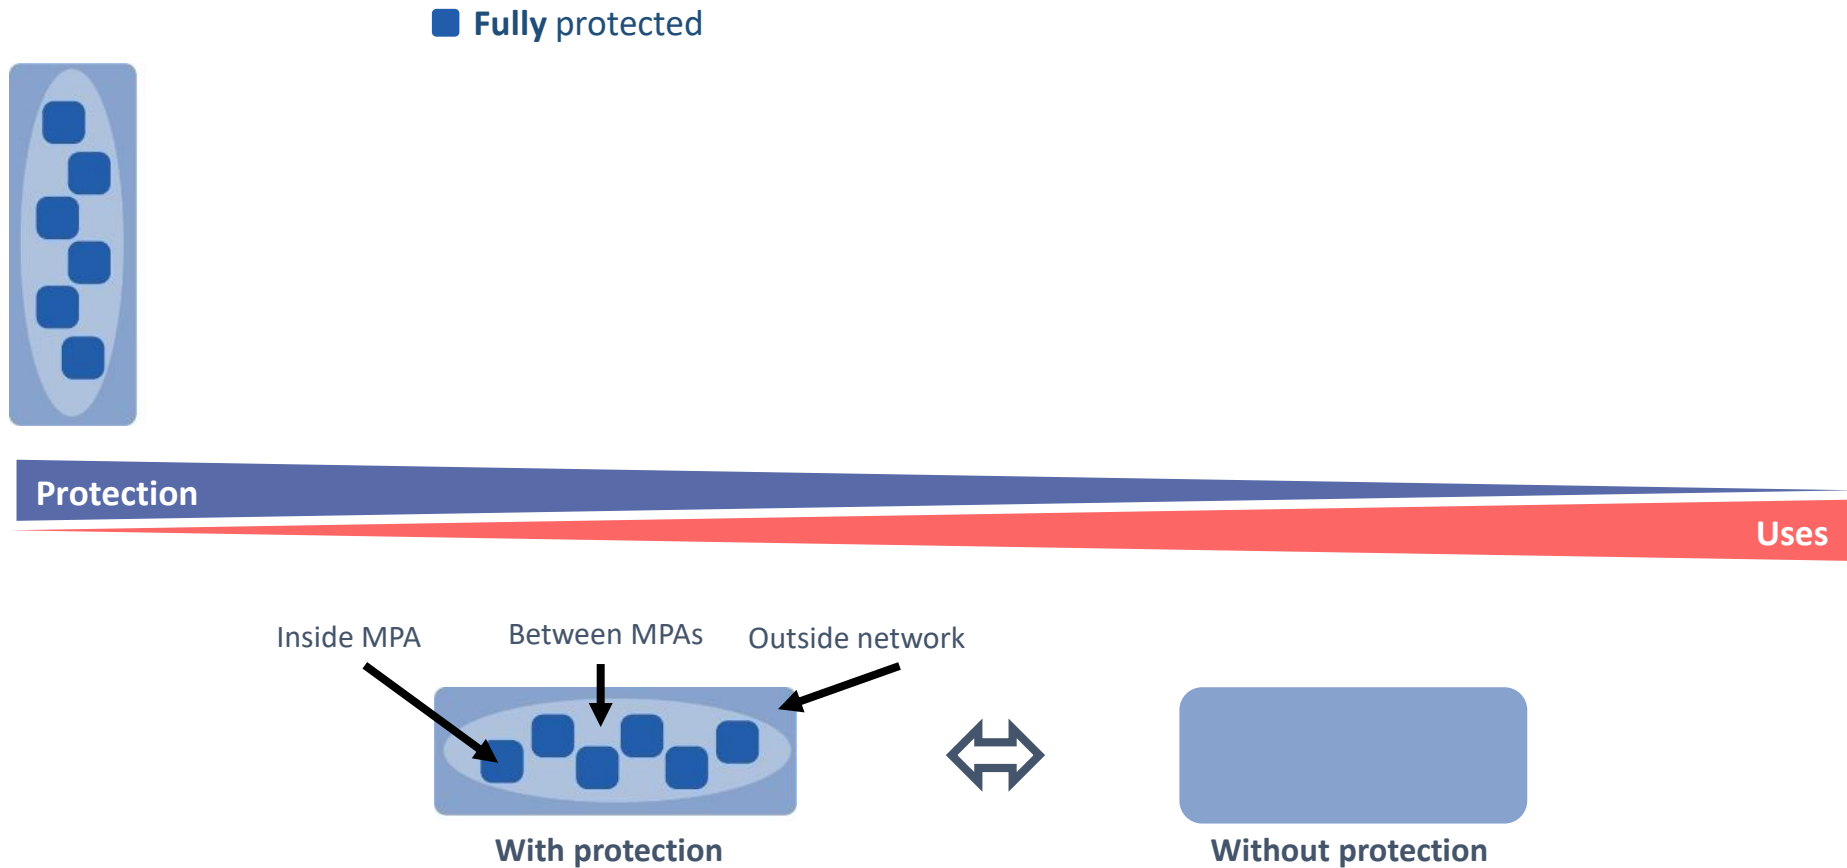 Fully protected
Protection
Uses
Inside MPA
Between MPAs
Outside network
With protection
Without protection